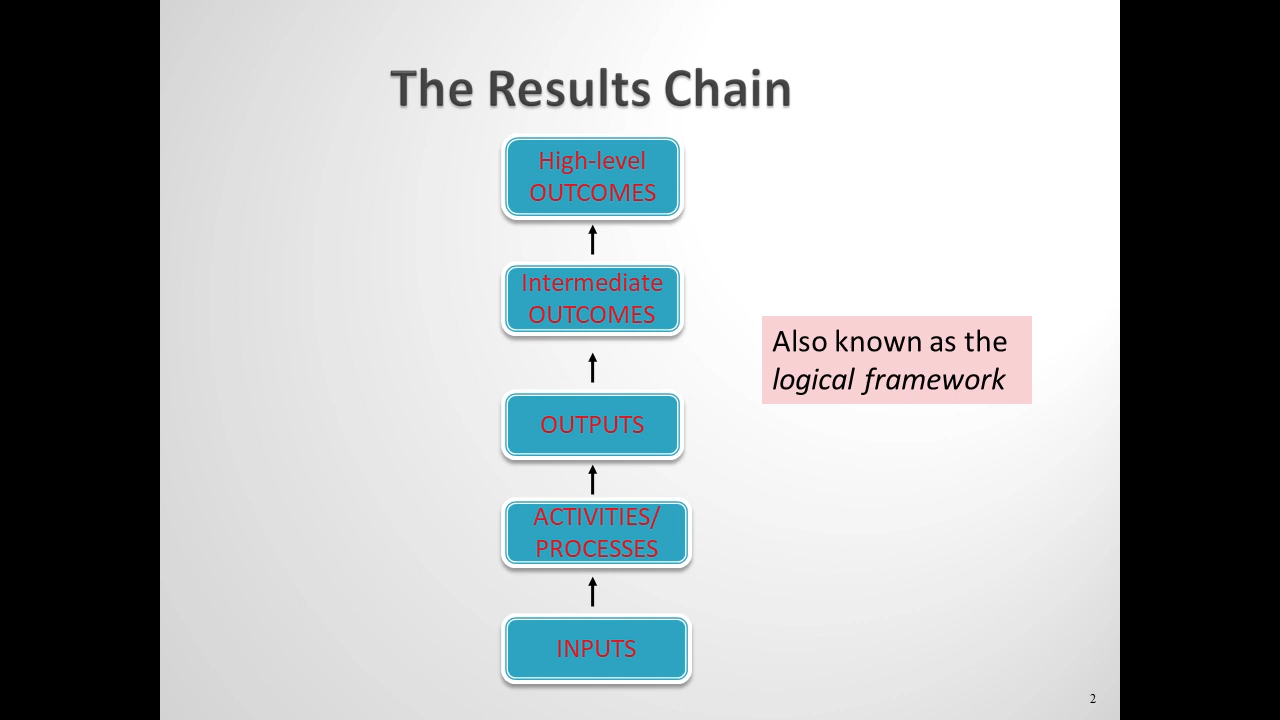 The Results Chain
High-level
OUTCOMES
Intermediate
OUTCOMES
Also known as the
logical framework
OUTPUTS
ACTIVITIES/
PROCESSES
INPUTS
2